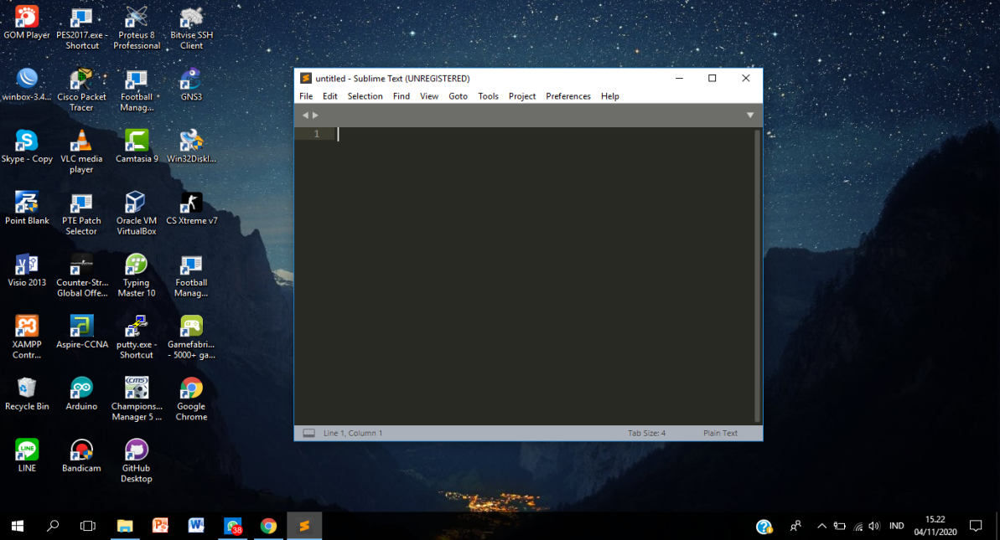 GOM Player
PES2017.exe - Shortcut
Proteus 8 Professional
Bitvise SSH Client
winbox-3.4...
Cisco Packet Tracer
Football Manag...
GNS3
Skype - Copy
VLC media player
Camtasia 9
Win32DiskI...
Point Blank
PTE Patch Selector
Oracle VM VirtualBox
CS Xtreme v7
Visio 2013
Counter-Str... Global Offe...
Typing Master 10
Football Manag...
XAMPP Contr...
Aspire-CCNA
putty.exe - Shortcut
Gamefabri... - 5000+ ga...
Recycle Bin
Arduino
Champions... Manager 5 ...
Google Chrome
LINE
Bandicam
GitHub Desktop
untitled - Sublime Text (UNREGISTERED)
File Edit Selection Find View Goto Tools Project Preferences Help
1
Line 1, Column 1 Tab Size: 4 Plain Text
38
IND
15.22
04/11/2020